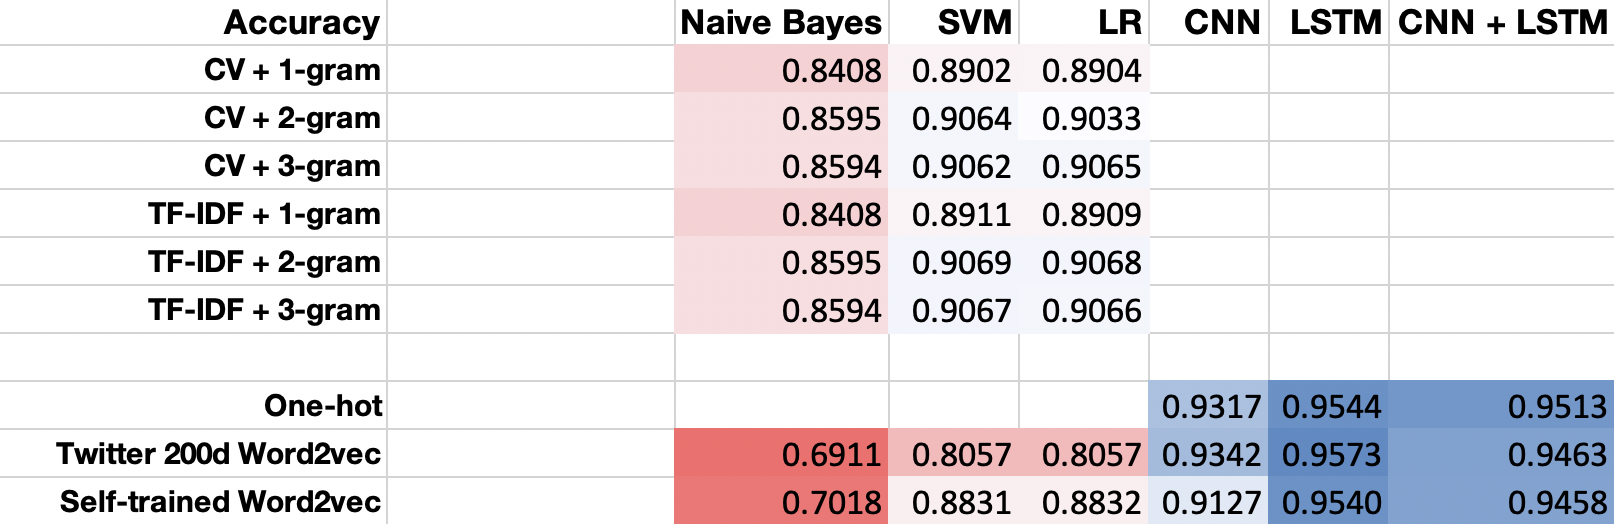 Accuracy Naive Bayes SVM LR CNN LSTM CNN + LSTM
CV + 1-gram 0.8408 0.8902 0.8904
CV + 2-gram 0.8595 0.9064 0.9033
CV + 3-gram 0.8594 0.9062 0.9065
TF-IDF + 1-gram 0.8408 0.8911 0.8909
TF-IDF + 2-gram 0.8595 0.9069 0.9068
TF-IDF + 3-gram 0.8594 0.9067 0.9066
One-hot 0.9317 0.9544 0.9513
Twitter 200d Word2vec 0.6911 0.8057 0.8057 0.9342 0.9573 0.9463
Self-trained Word2vec 0.7018 0.8831 0.8832 0.9127 0.9540 0.9458